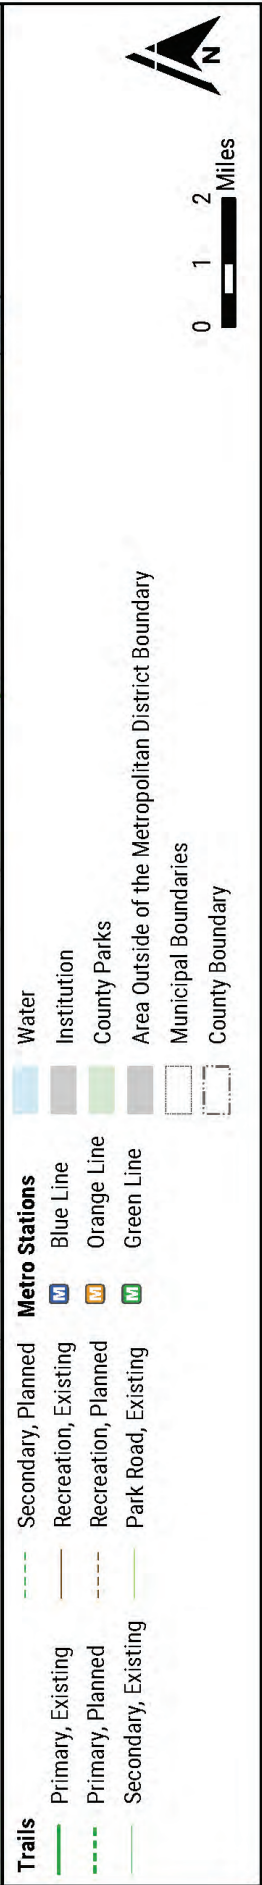 Trails
Primary, Existing
Primary, Planned
Secondary, Existing
Secondary, Planned
Recreation, Existing
Recreation, Planned
Park Road, Existing
Metro Stations
M Blue Line
M Orange Line
M Green Line
Water
Institution
County Parks
Area Outside of the Metropolitan District Boundary
Municipal Boundaries
County Boundary
0 1 2
Miles
N